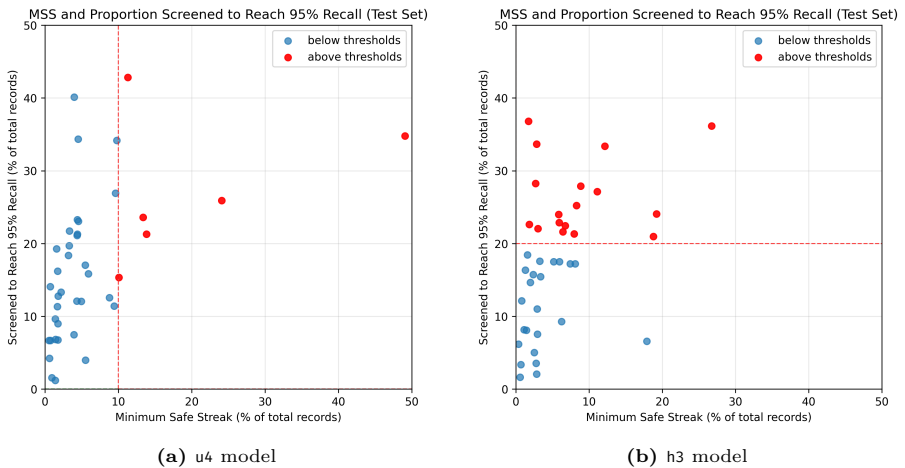 MSS and Proportion Screened to Reach 95% Recall (Test Set)
Screened to Reach 95% Recall (% of total records)
50
40
30
20
10
0
below thresholds
above thresholds
0 10 20 30 40 50
Minimum Safe Streak (% of total records)
(a) u4 model
MSS and Proportion Screened to Reach 95% Recall (Test Set)
Screened to Reach 95% Recall (% of total records)
50
40
30
20
10
0
below thresholds
above thresholds
0 10 20 30 40 50
Minimum Safe Streak (% of total records)
(b) h3 model